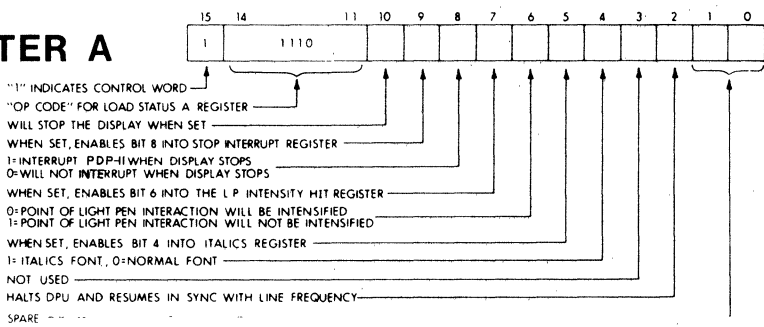 15 14 11 10 9 8 7 6 5 4 3 2 1 0
TER A
1 1110
"1" INDICATES CONTROL WORD
"OP CODE" FOR LOAD STATUS A REGISTER
WILL STOP THE DISPLAY WHEN SET
WHEN SET, ENABLES BIT 8 INTO STOP INTERRUPT REGISTER
1=INTERRUPT PDP-11 WHEN DISPLAY STOPS
0=WILL NOT INTERRUPT WHEN DISPLAY STOPS
WHEN SET, ENABLES BIT 6 INTO THE L P INTENSITY HIT REGISTER
0=POINT OF LIGHT PEN INTERACTION WILL BE INTENSIFIED
1=POINT OF LIGHT PEN INTERACTION WILL NOT BE INTENSIFIED
WHEN SET, ENABLES BIT 4 INTO ITALICS REGISTER
1= ITALICS FONT, 0=NORMAL FONT
NOT USED
HALTS DPU AND RESUMES IN SYNC WITH LINE FREQUENCY
SPARE